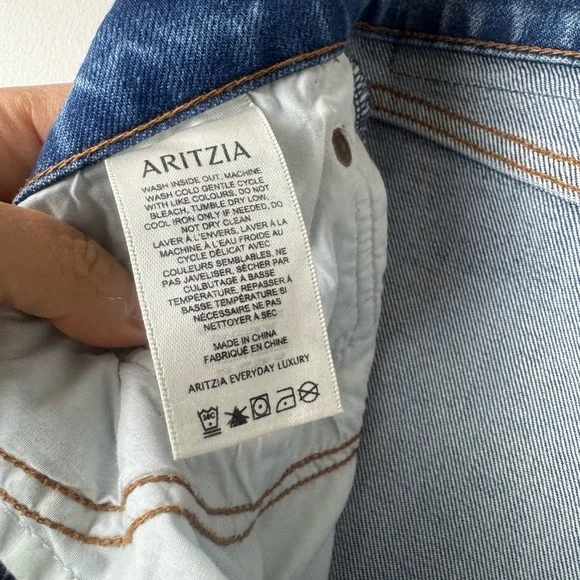 ARITZIA
WASH INSIDE OUT, MACHINE
WASH COLD GENTLE CYCLE
WITH LIKE COLOURS, DO NOT
BLEACH, TUMBLE DRY LOW,
COOL IRON ONLY IF NEEDED, DO
NOT DRY CLEAN
LAVER À L'ENVERS, LAVER À LA
MACHINE À L'EAU FROIDE AU
CYCLE DÉLICAT AVEC
COULEURS SEMBLABLES, NE
PAS JAVELISER, SÉCHER PAR
CULBUTAGE À BASSE
TEMPÉRATURE, REPASSER À
BASSE TEMPÉRATURE SI
NÉCESSAIRE NE PAS
NETTOYER À SEC
MADE IN CHINA
FABRIQUÉ EN CHINE
ARITZIA EVERYDAY LUXURY
30C